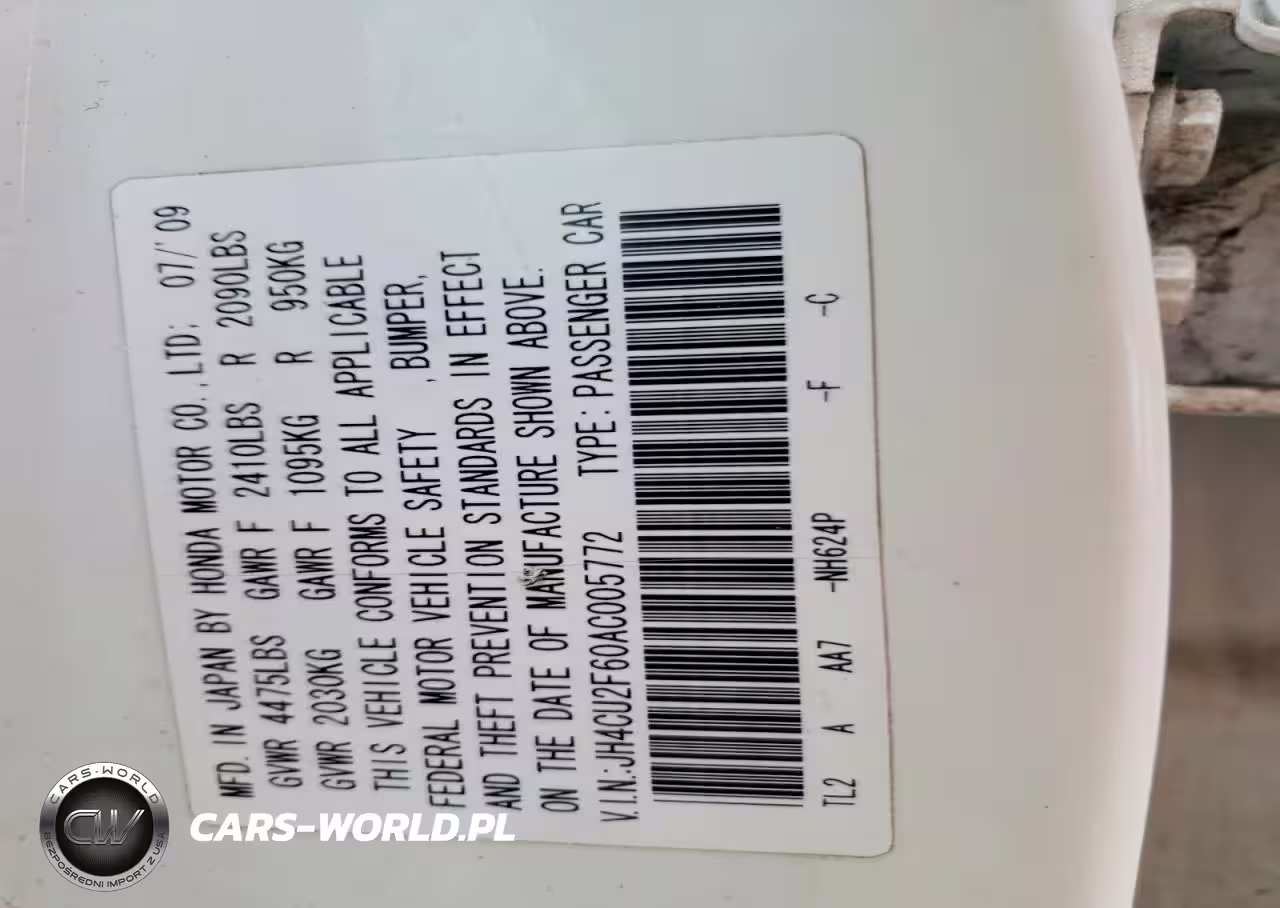 MFD. IN JAPAN BY HONDA MOTOR CO., LTD; 07/'09
GVWR 4475LBS GAWR F 2410LBS R 2090LBS
GVWR 2030KG GAWR F 1095KG R 950KG
THIS VEHICLE CONFORMS TO ALL APPLICABLE
FEDERAL MOTOR VEHICLE SAFETY , BUMPER,
AND THEFT PREVENTION STANDARDS IN EFFECT
ON THE DATE OF MANUFACTURE SHOWN ABOVE.
V.I.N.:JH4CU2F60AC005772 TYPE: PASSENGER CAR
TL2 A AA7 -NH624P -F -C
CARS-WORLD
CW
BEZPOŚREDNI IMPORT Z USA
CARS-WORLD.PL